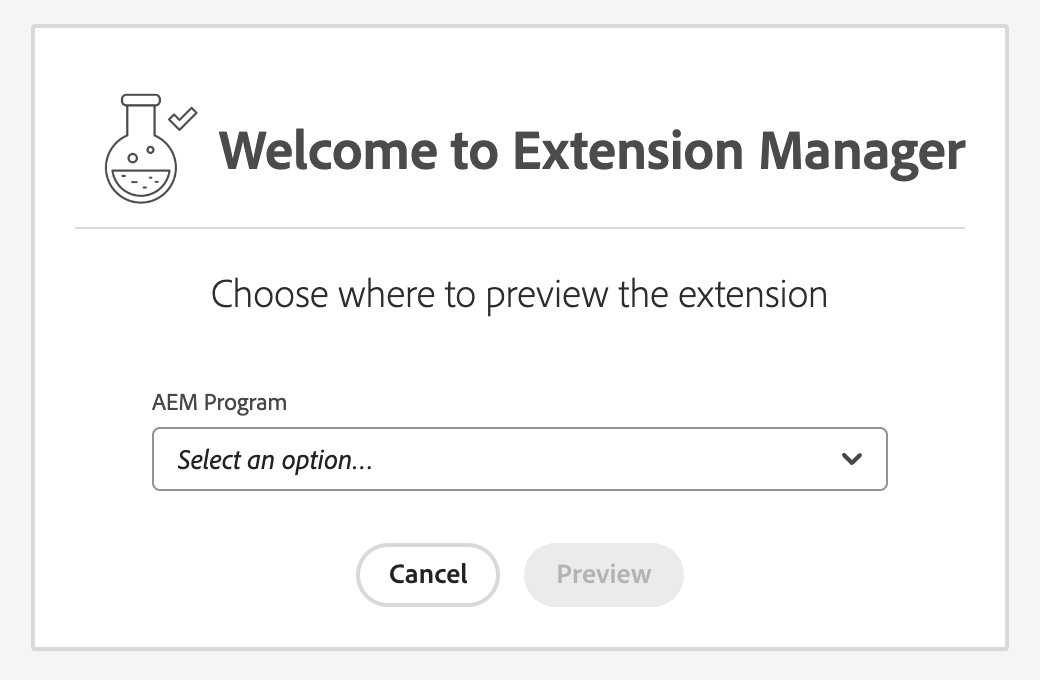 Welcome to Extension Manager
Choose where to preview the extension
AEM Program
Select an option...
Cancel
Preview